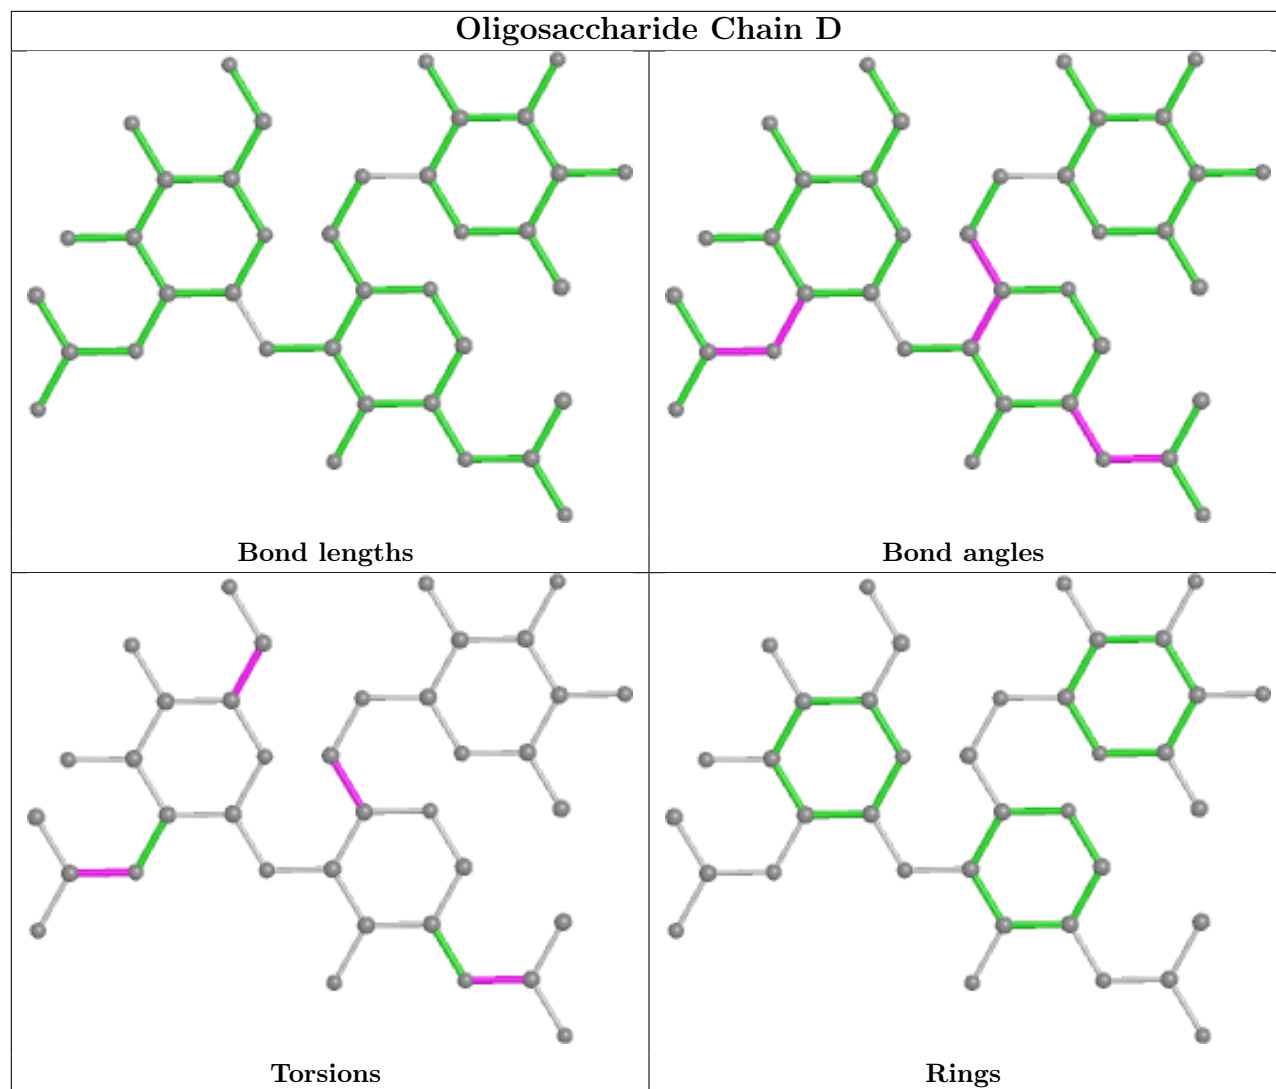 Oligosaccharide Chain D
Bond lengths
Bond angles
Torsions
Rings